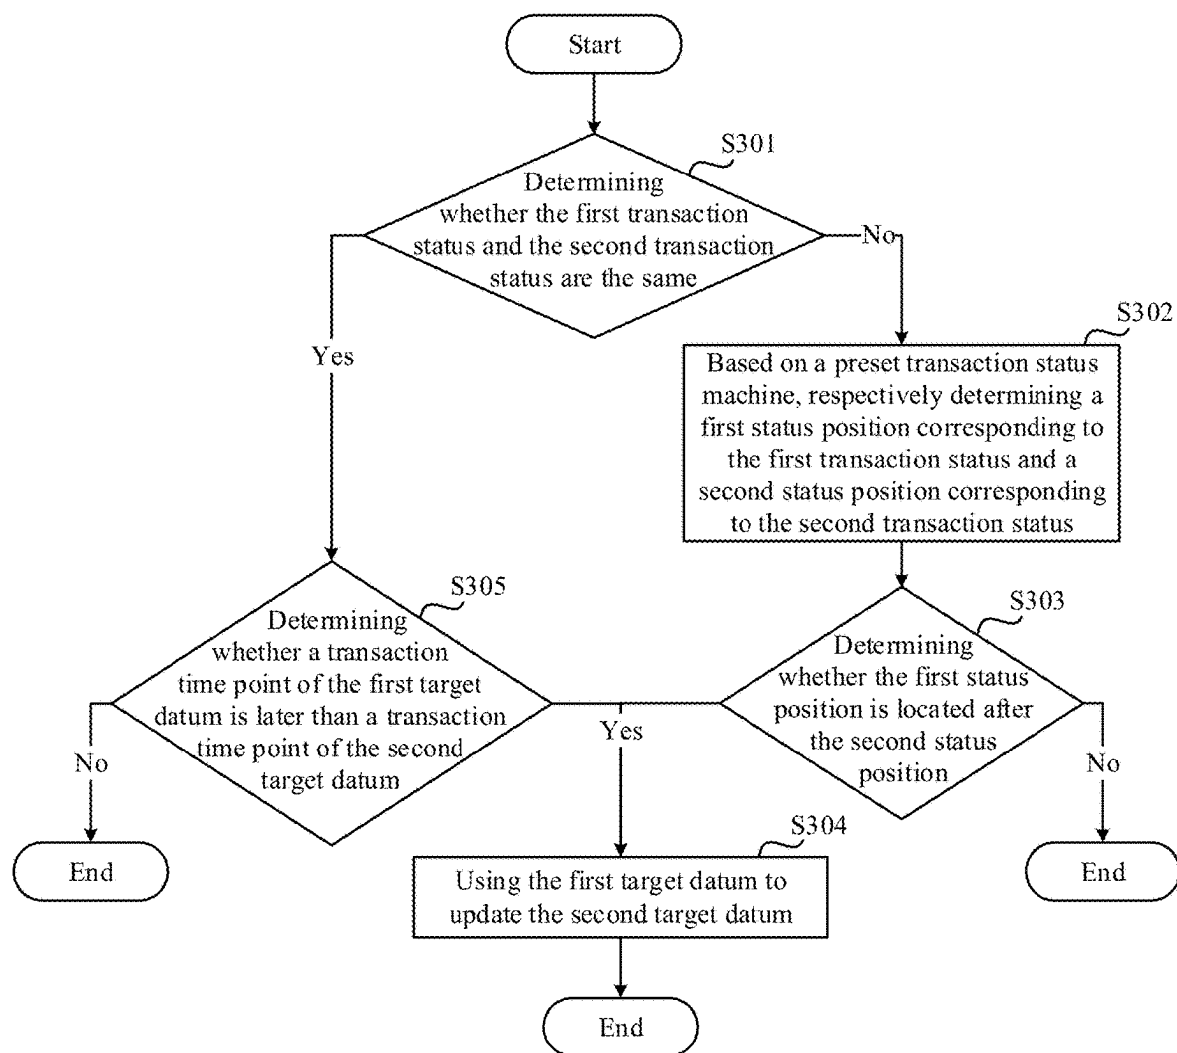 Start
S301
Determining
whether the first transaction
status and the second transaction
status are the same
No
Yes
S302
Based on a preset transaction status
machine, respectively determining a
first status position corresponding to
the first transaction status and a
second status position corresponding
to the second transaction status
S305
Determining
whether a transaction
time point of the first target
datum is later than a transaction
time point of the second
target datum
S303
Determining
whether the first status
position is located after
the second status
position
No
Yes
No
End
S304
Using the first target datum to
update the second target datum
End
End